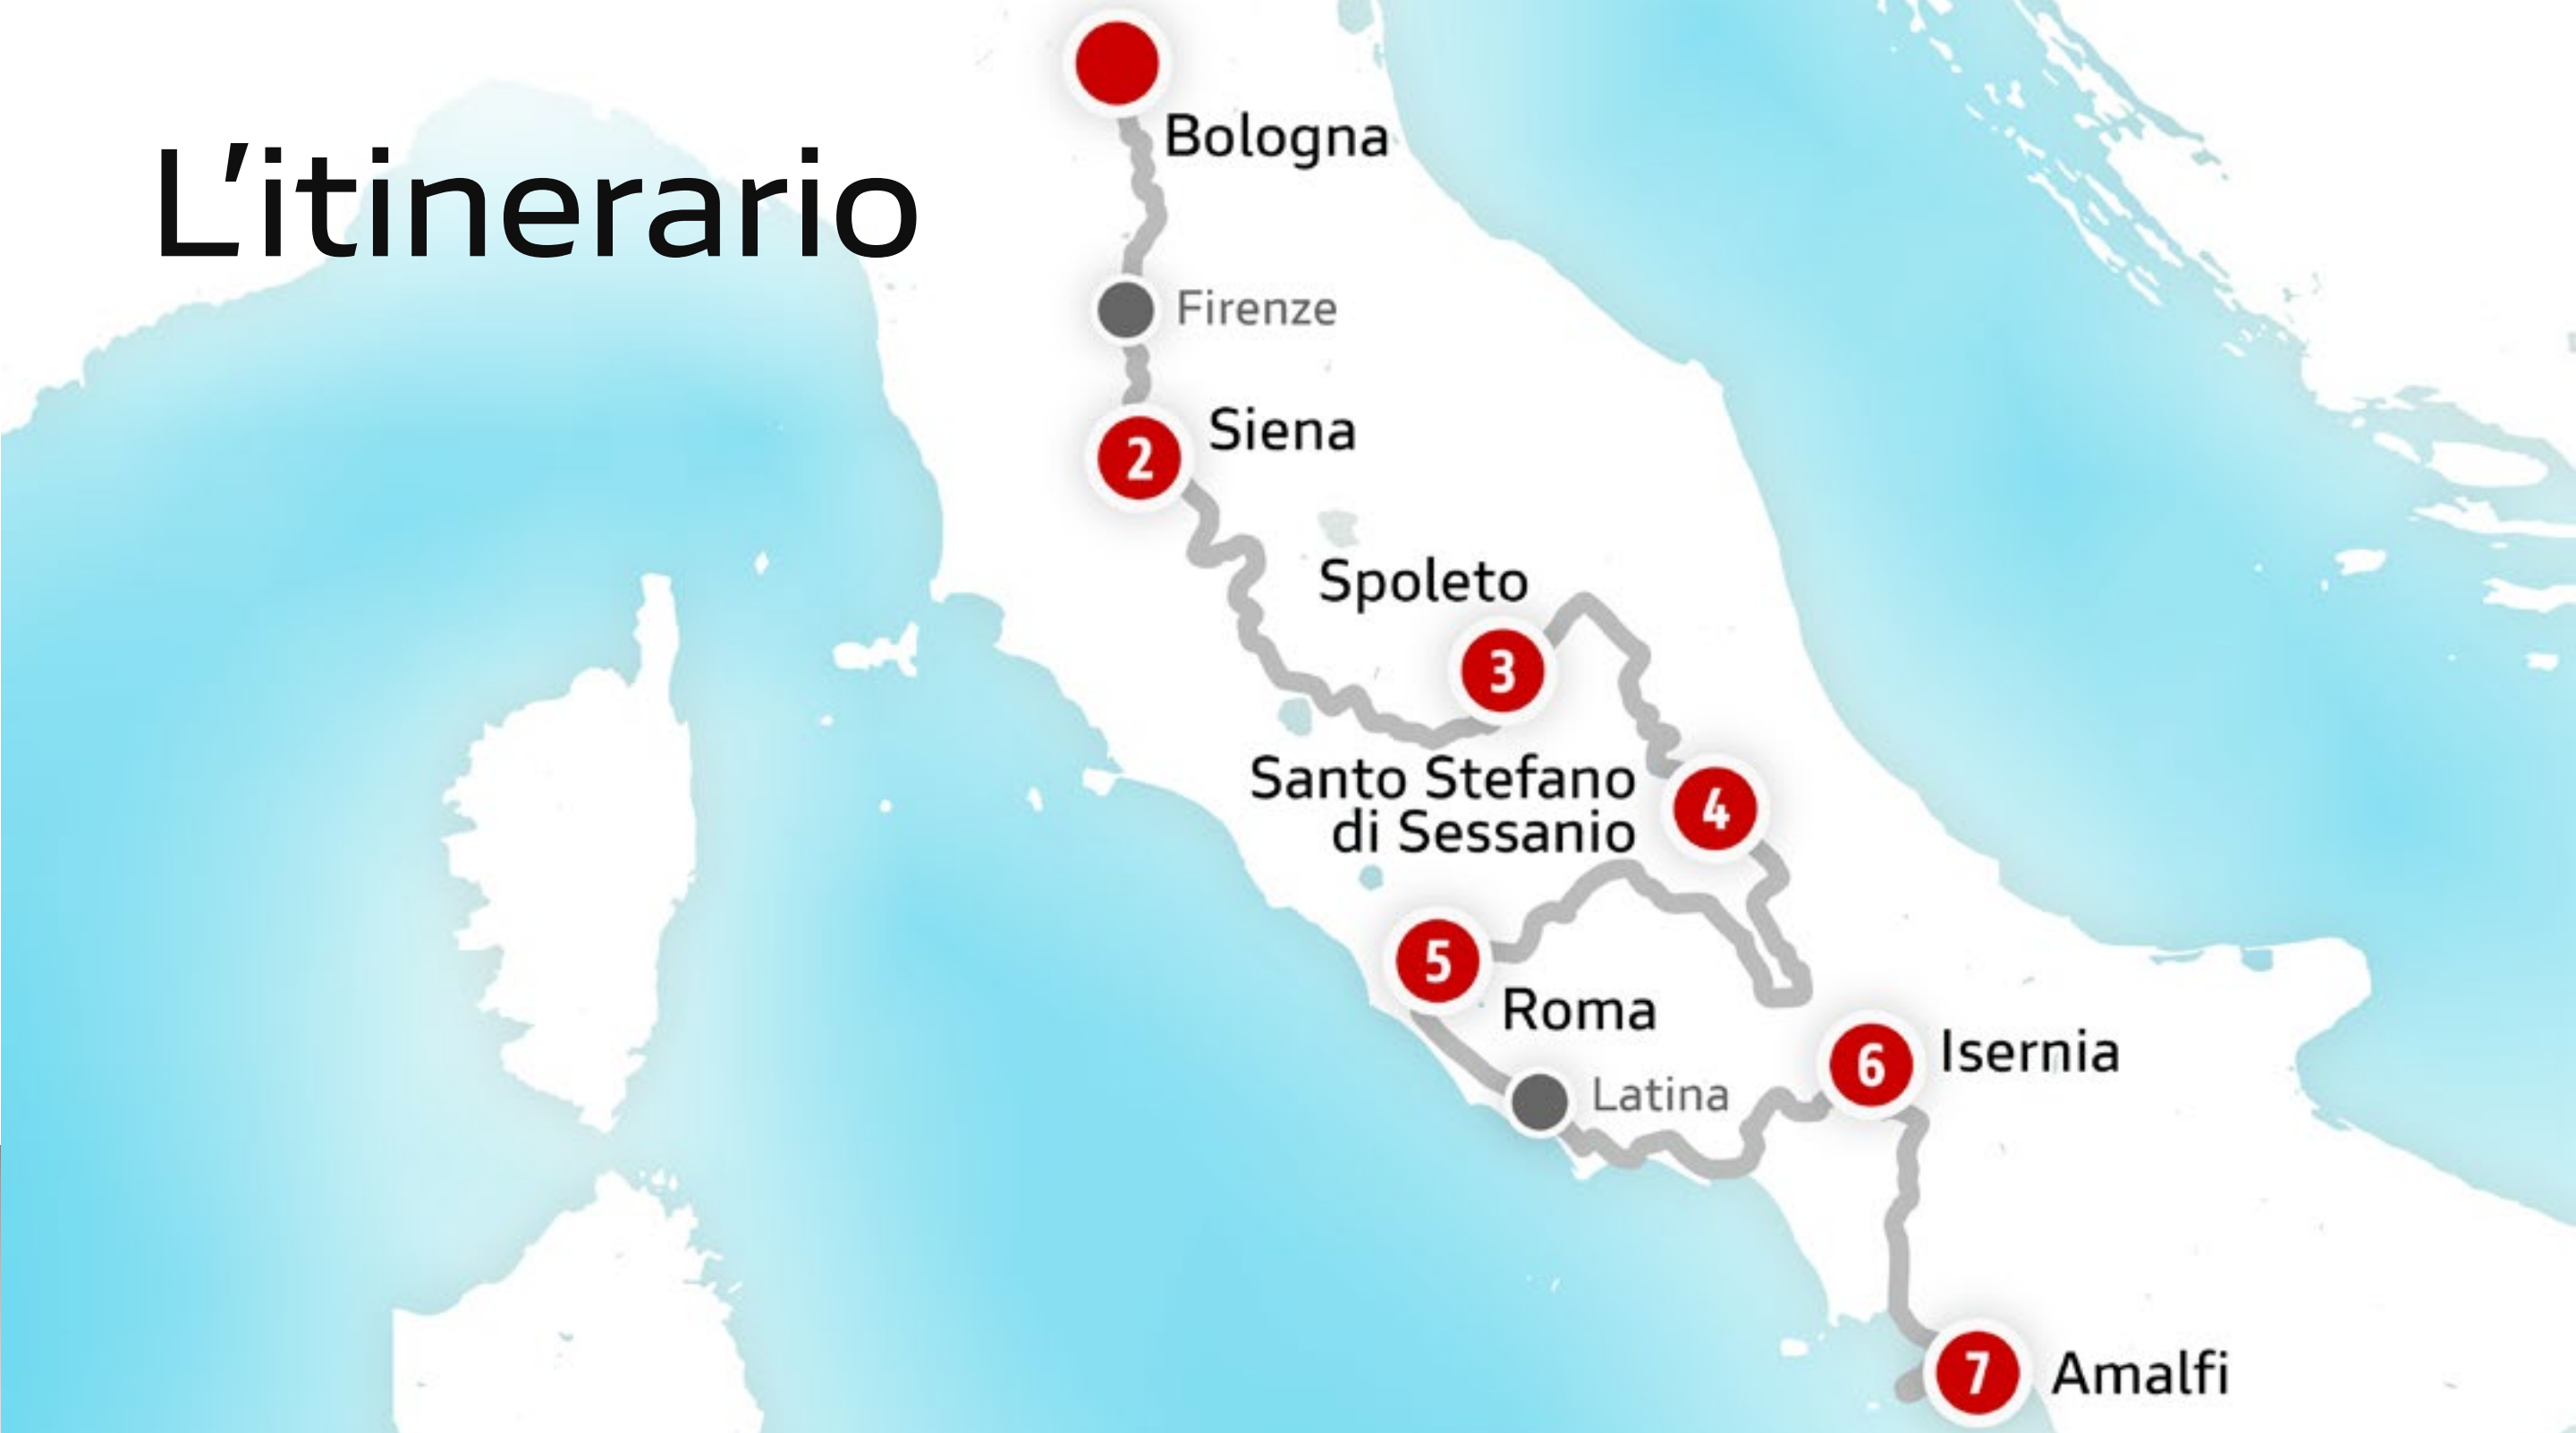 L'itinerario
Bologna
Firenze
2
Siena
Spoleto
3
Santo Stefano
di Sessanio
4
5
Roma
Latina
6
Isernia
7
Amalfi